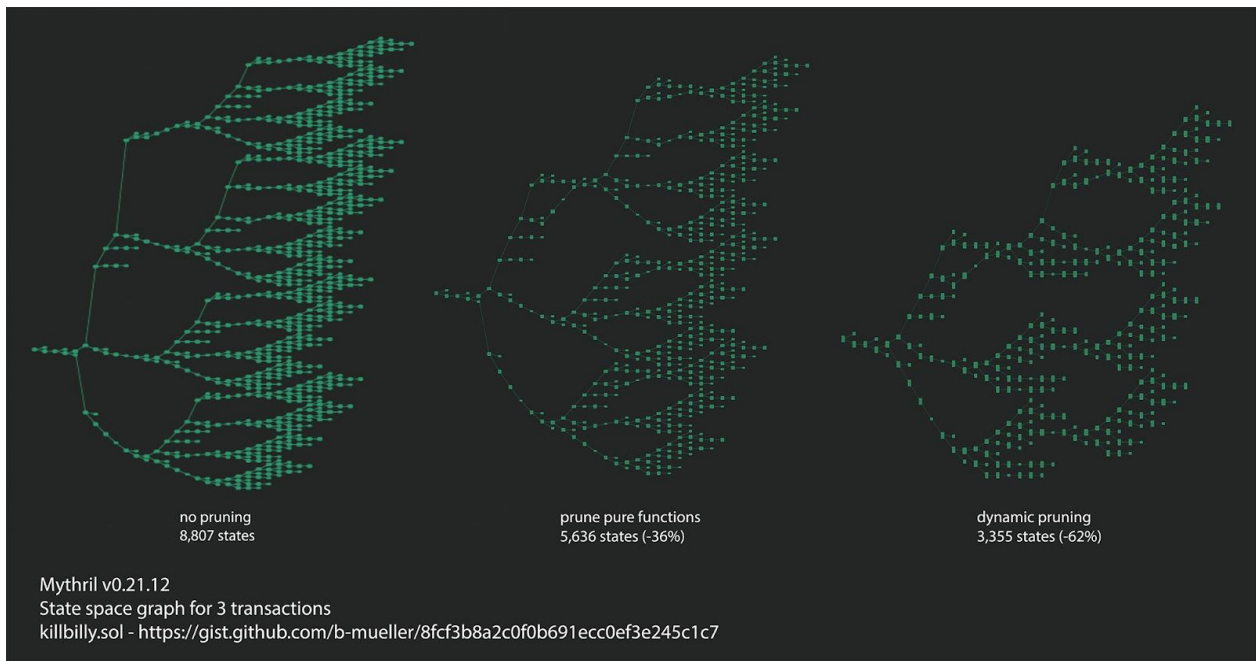 no pruning
8,807 states
prune pure functions
5,636 states (-36%)
dynamic pruning
3,355 states (-62%)
Mythril v0.21.12
State space graph for 3 transactions
killbilly.sol - https://gist.github.com/b-mueller/8fcf3b8a2c0f0b691ecc0ef3e245c1c7